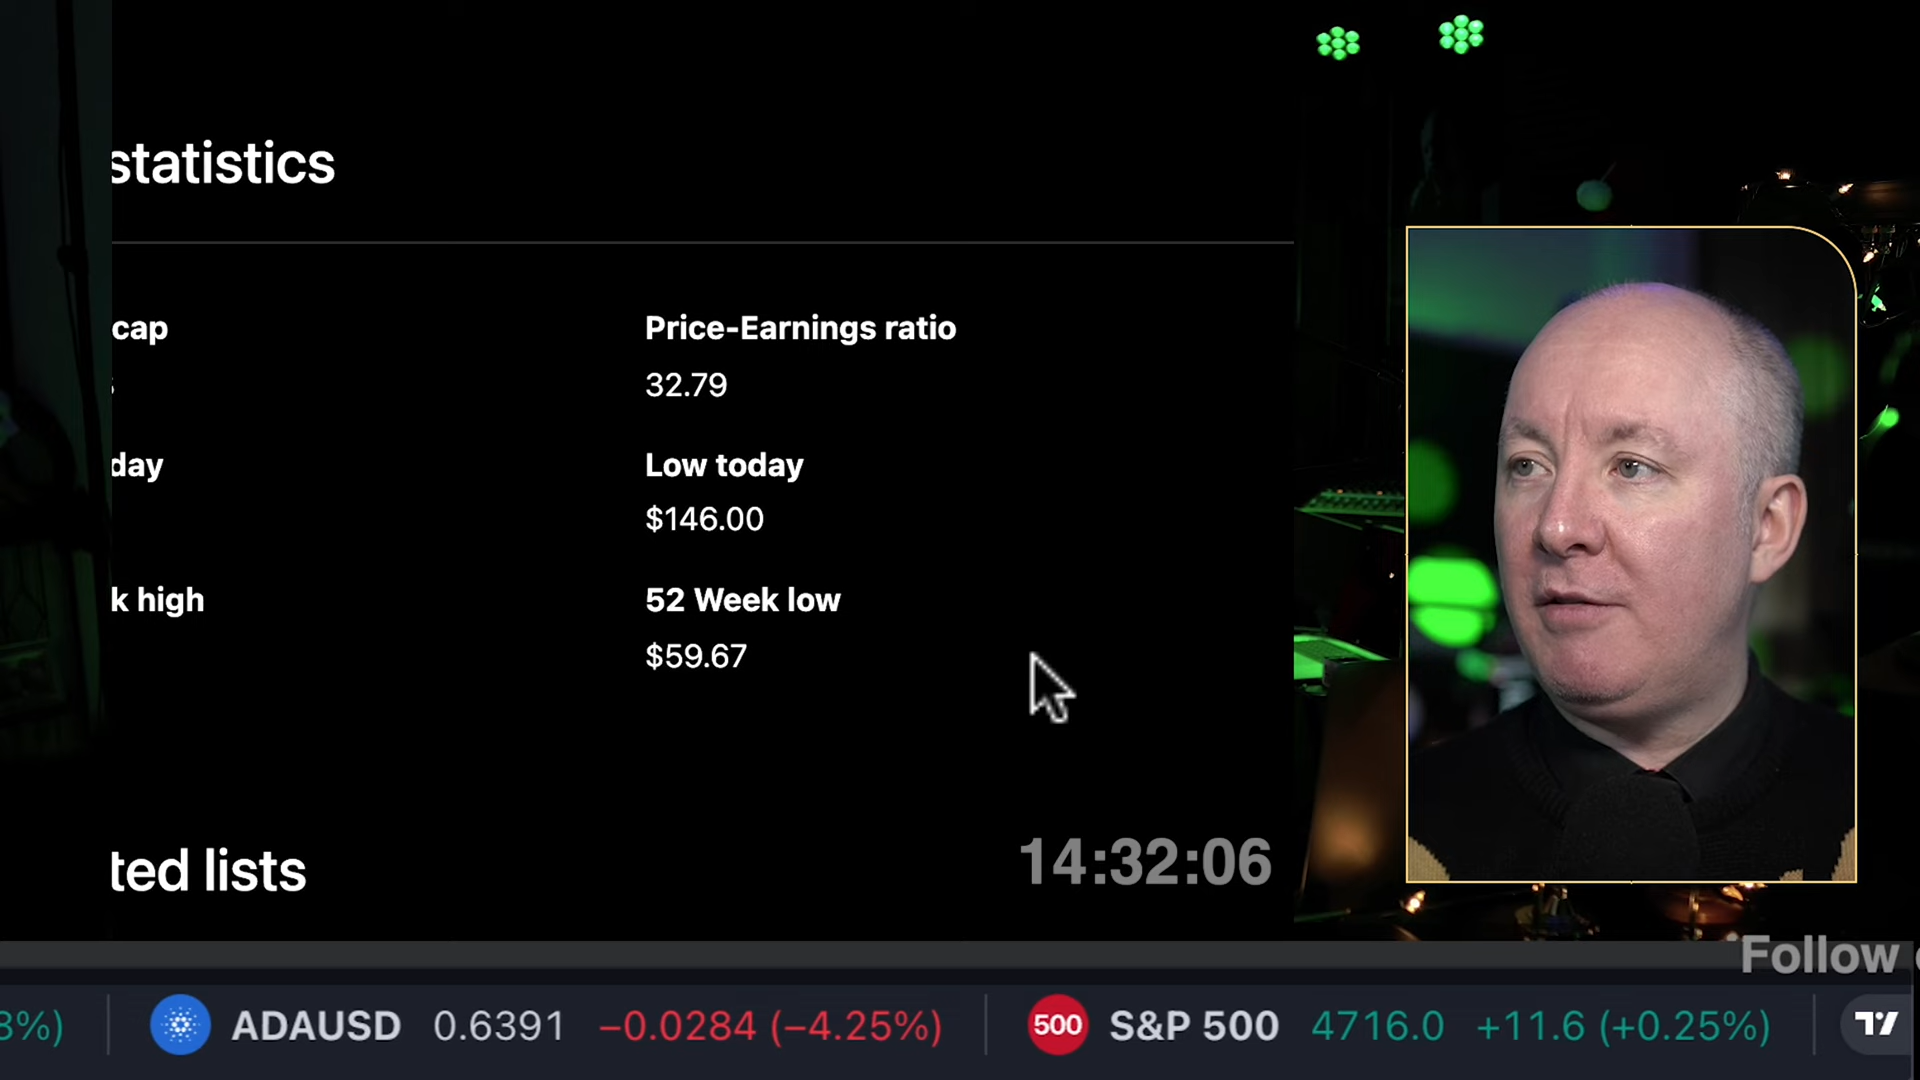 statistics
cap
Price-Earnings ratio
32.79
day
Low today
$146.00
k high
52 Week low
$59.67
ted lists
14:32:06
Follow
8%)
ADAUSD 0.6391 −0.0284 (−4.25%)
500 S&P 500 4716.0 +11.6 (+0.25%)